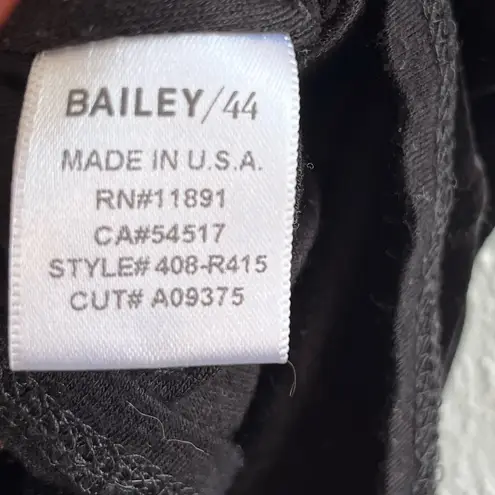 BAILEY/44
MADE IN U.S.A.
RN#11891
CA#54517
STYLE# 408-R415
CUT# A09375